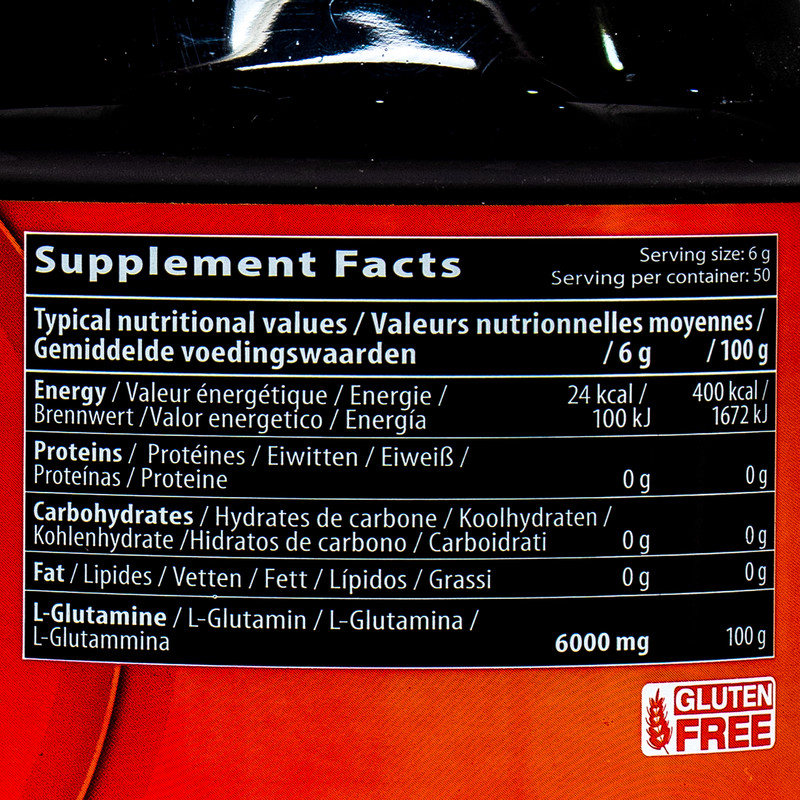 Supplement Facts
Serving size: 6 g
Serving per container: 50
Typical nutritional values / Valeurs nutrionnelles moyennes /
Gemiddelde voedingswaarden / 6 g / 100 g
Energy / Valeur énergétique / Energie / 24 kcal / 400 kcal /
Brennwert /Valor energetico / Energía 100 kJ 1672 kJ
Proteins / Protéines / Eiwitten / Eiweiß /
Proteínas / Proteine 0 g 0 g
Carbohydrates / Hydrates de carbone / Koolhydraten /
Kohlenhydrate /Hidratos de carbono / Carboidrati 0 g 0 g
Fat / Lipides / Vetten / Fett / Lípidos / Grassi 0 g 0 g
L-Glutamine / L-Glutamin / L-Glutamina /
L-Glutammina 6000 mg 100 g
GLUTEN
FREE